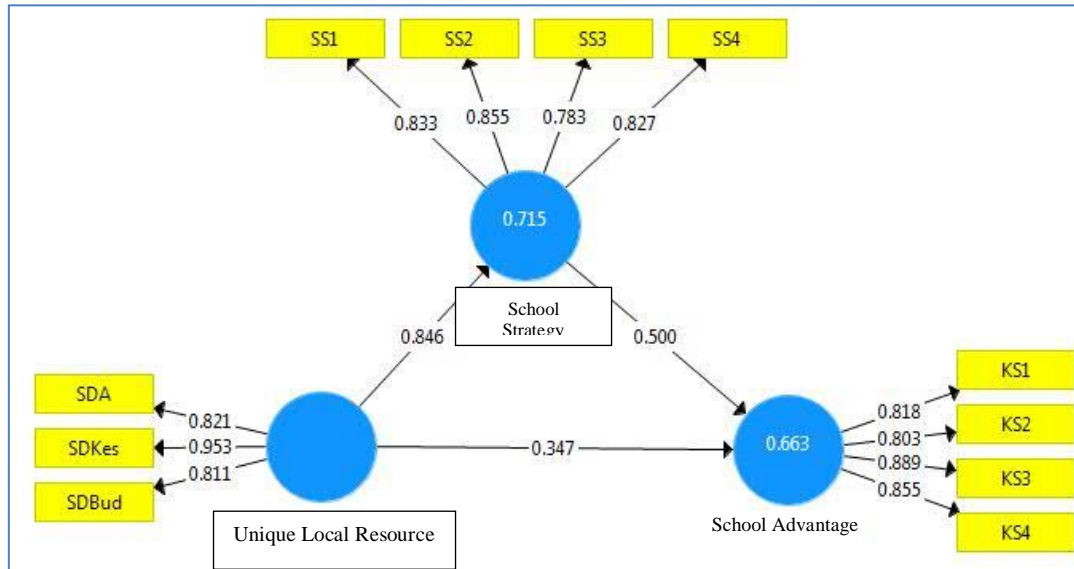 SS1 SS2 SS3 SS4
0.833 0.855 0.783 0.827
0.715
School
Strategy
0.846
0.500
SDA
SDKes
SDBud
0.821
0.953
0.811
0.347
Unique Local Resource
0.663
School Advantage
0.818
0.803
0.889
0.855
KS1
KS2
KS3
KS4